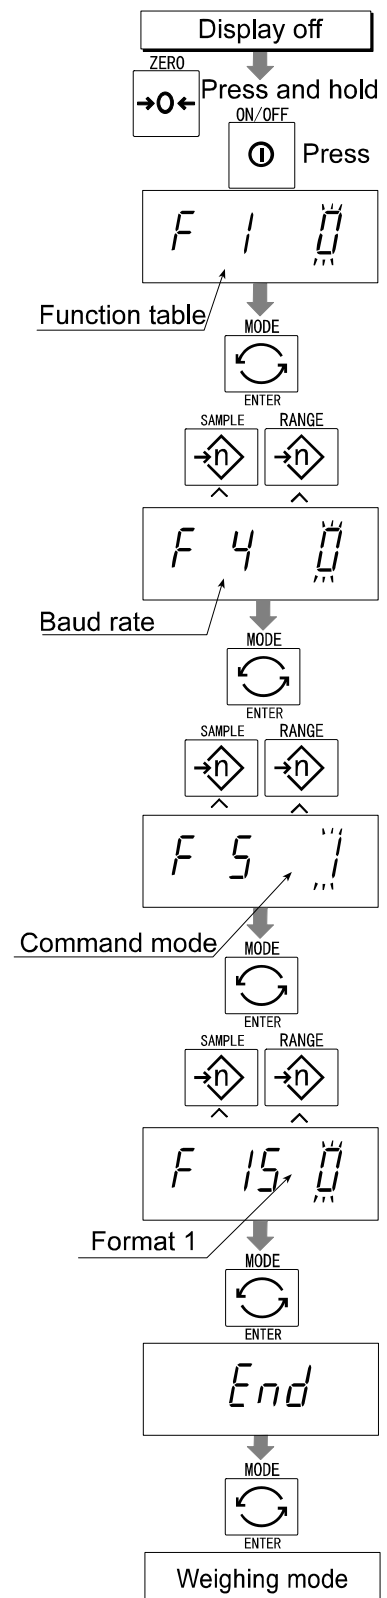 Display off
ZERO
→0←
Press and hold
ON/OFF
Press
F 1 0
Function table
MODE
ENTER
SAMPLE RANGE
→n →n
F 4 0
Baud rate
MODE
ENTER
SAMPLE RANGE
→n →n
F 5 1
Command mode
MODE
ENTER
SAMPLE RANGE
→n →n
F 15 0
Format 1
MODE
ENTER
End
MODE
ENTER
Weighing mode